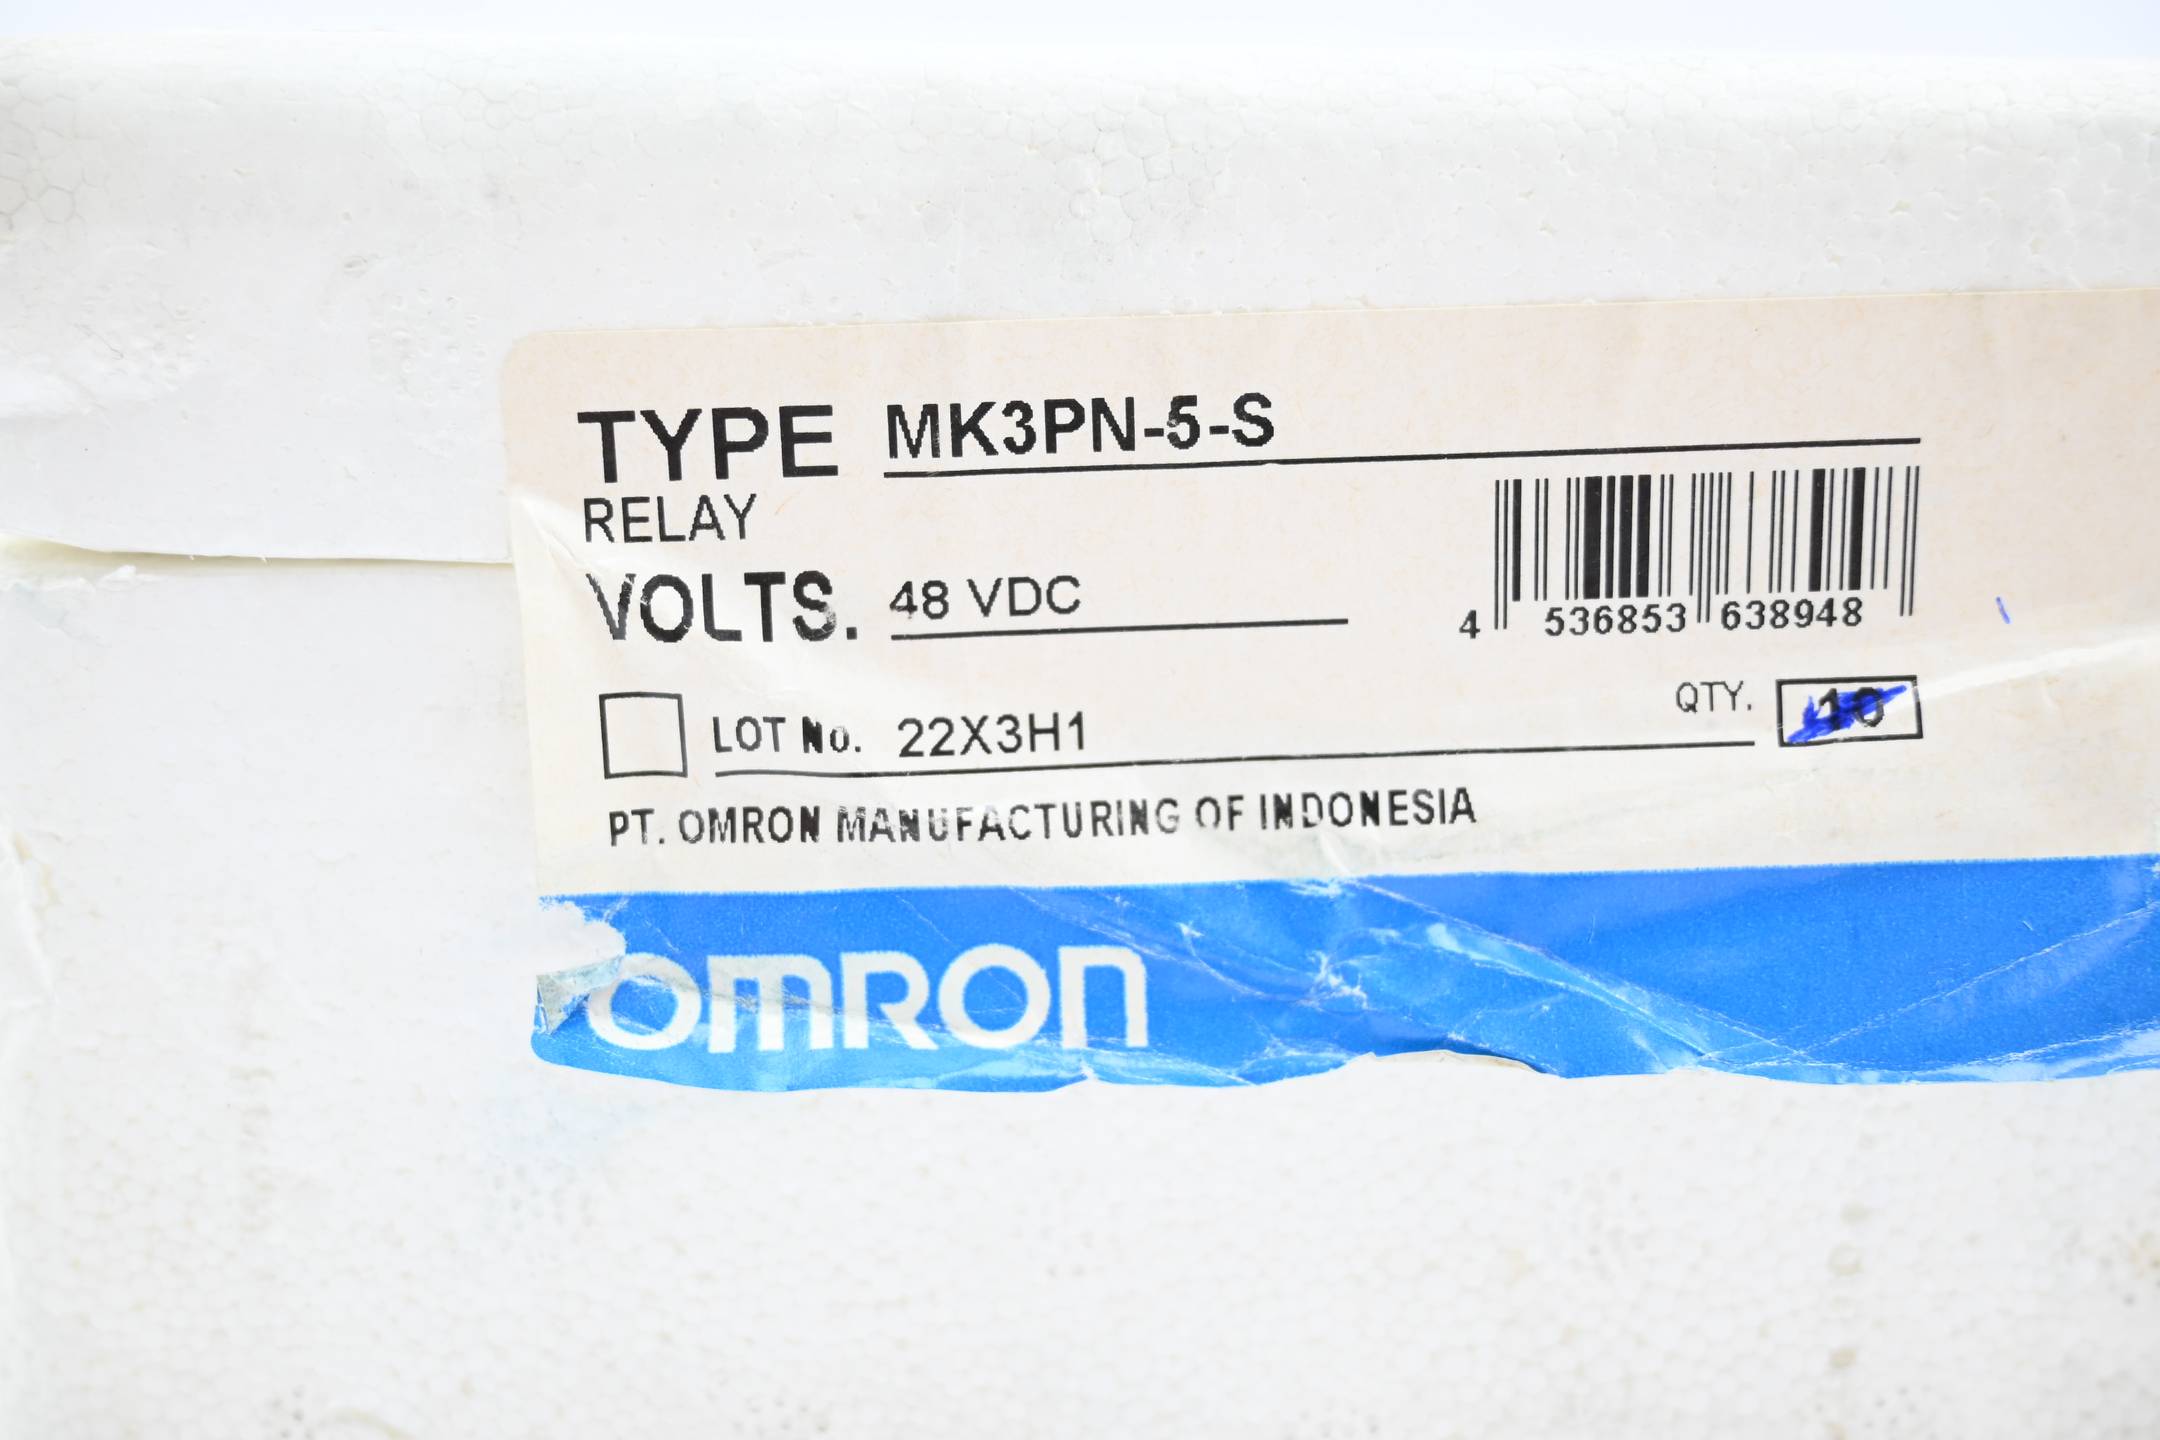 TYPE MK3PN-5-S
RELAY
VOLTS. 48 VDC
4 536853 638948
QTY. 10
LOT No. 22X3H1
PT. OMRON MANUFACTURING OF INDONESIA
OMRON